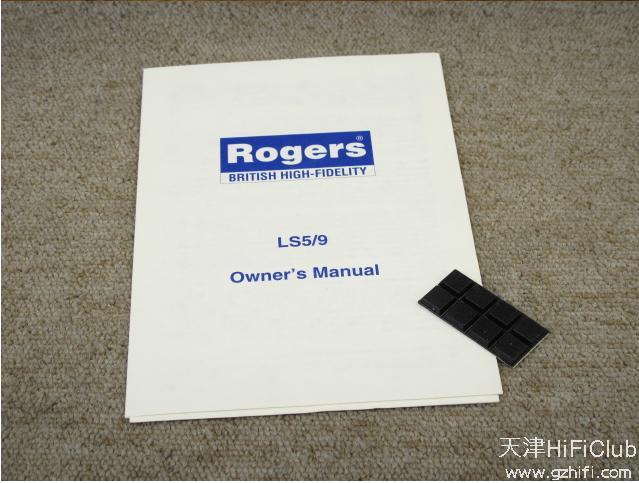 Rogers®
BRITISH HIGH-FIDELITY
LS5/9
Owner's Manual
天津HiFiClub
www.gzhifi.com